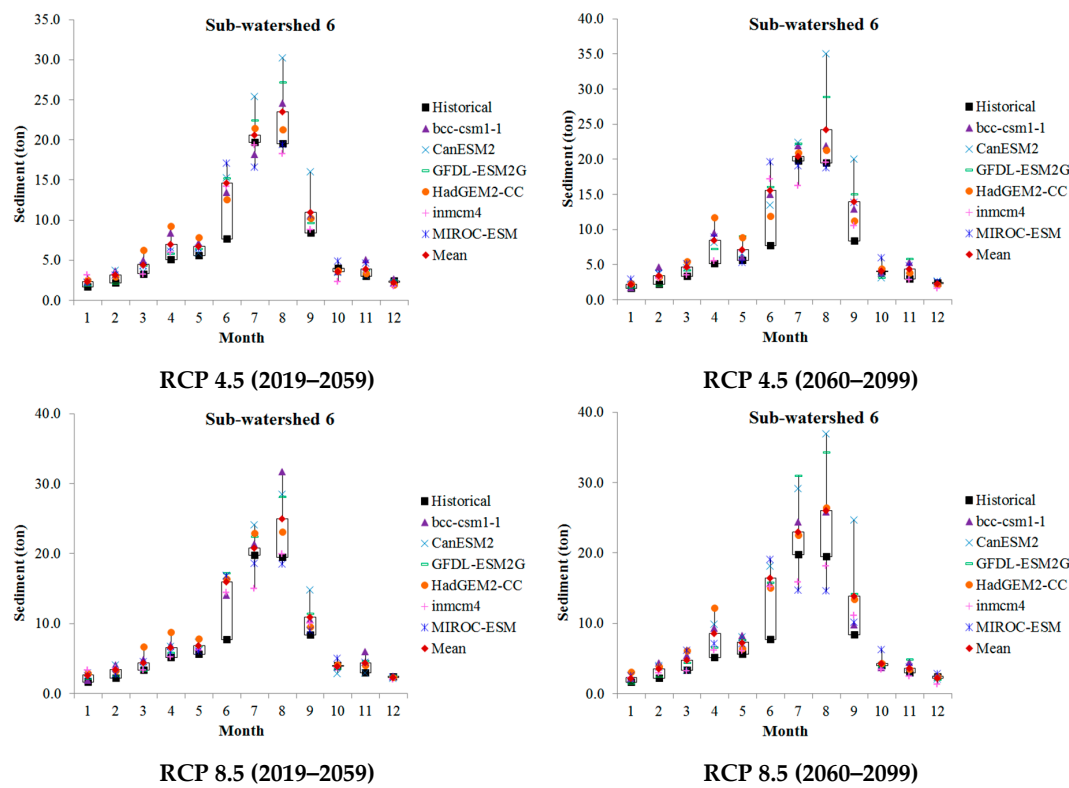 Sub-watershed 6
35.0
30.0
25.0
20.0
15.0
10.0
5.0
0.0
Sediment (ton)
1 2 3 4 5 6 7 8 9 10 11 12
Month
Historical
bcc-csm1-1
CanESM2
GFDL-ESM2G
HadGEM2-CC
inmcm4
MIROC-ESM
Mean
RCP 4.5 (2019–2059)
Sub-watershed 6
40.0
35.0
30.0
25.0
20.0
15.0
10.0
5.0
0.0
Sediment (ton)
1 2 3 4 5 6 7 8 9 10 11 12
Month
Historical
bcc-csm1-1
CanESM2
GFDL-ESM2G
HadGEM2-CC
inmcm4
MIROC-ESM
Mean
RCP 4.5 (2060–2099)
Sub-watershed 6
40.0
30.0
20.0
10.0
0.0
Sediment (ton)
1 2 3 4 5 6 7 8 9 10 11 12
Month
Historical
bcc-csm1-1
CanESM2
GFDL-ESM2G
HadGEM2-CC
inmcm4
MIROC-ESM
Mean
RCP 8.5 (2019–2059)
Sub-watershed 6
40.0
30.0
20.0
10.0
0.0
Sediment (ton)
1 2 3 4 5 6 7 8 9 10 11 12
Month
Historical
bcc-csm1-1
CanESM2
GFDL-ESM2G
HadGEM2-CC
inmcm4
MIROC-ESM
Mean
RCP 8.5 (2060–2099)